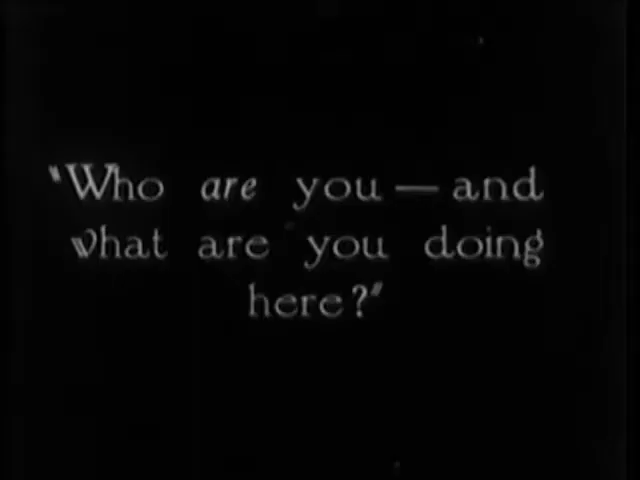 "Who are you — and
what are you doing
here?"